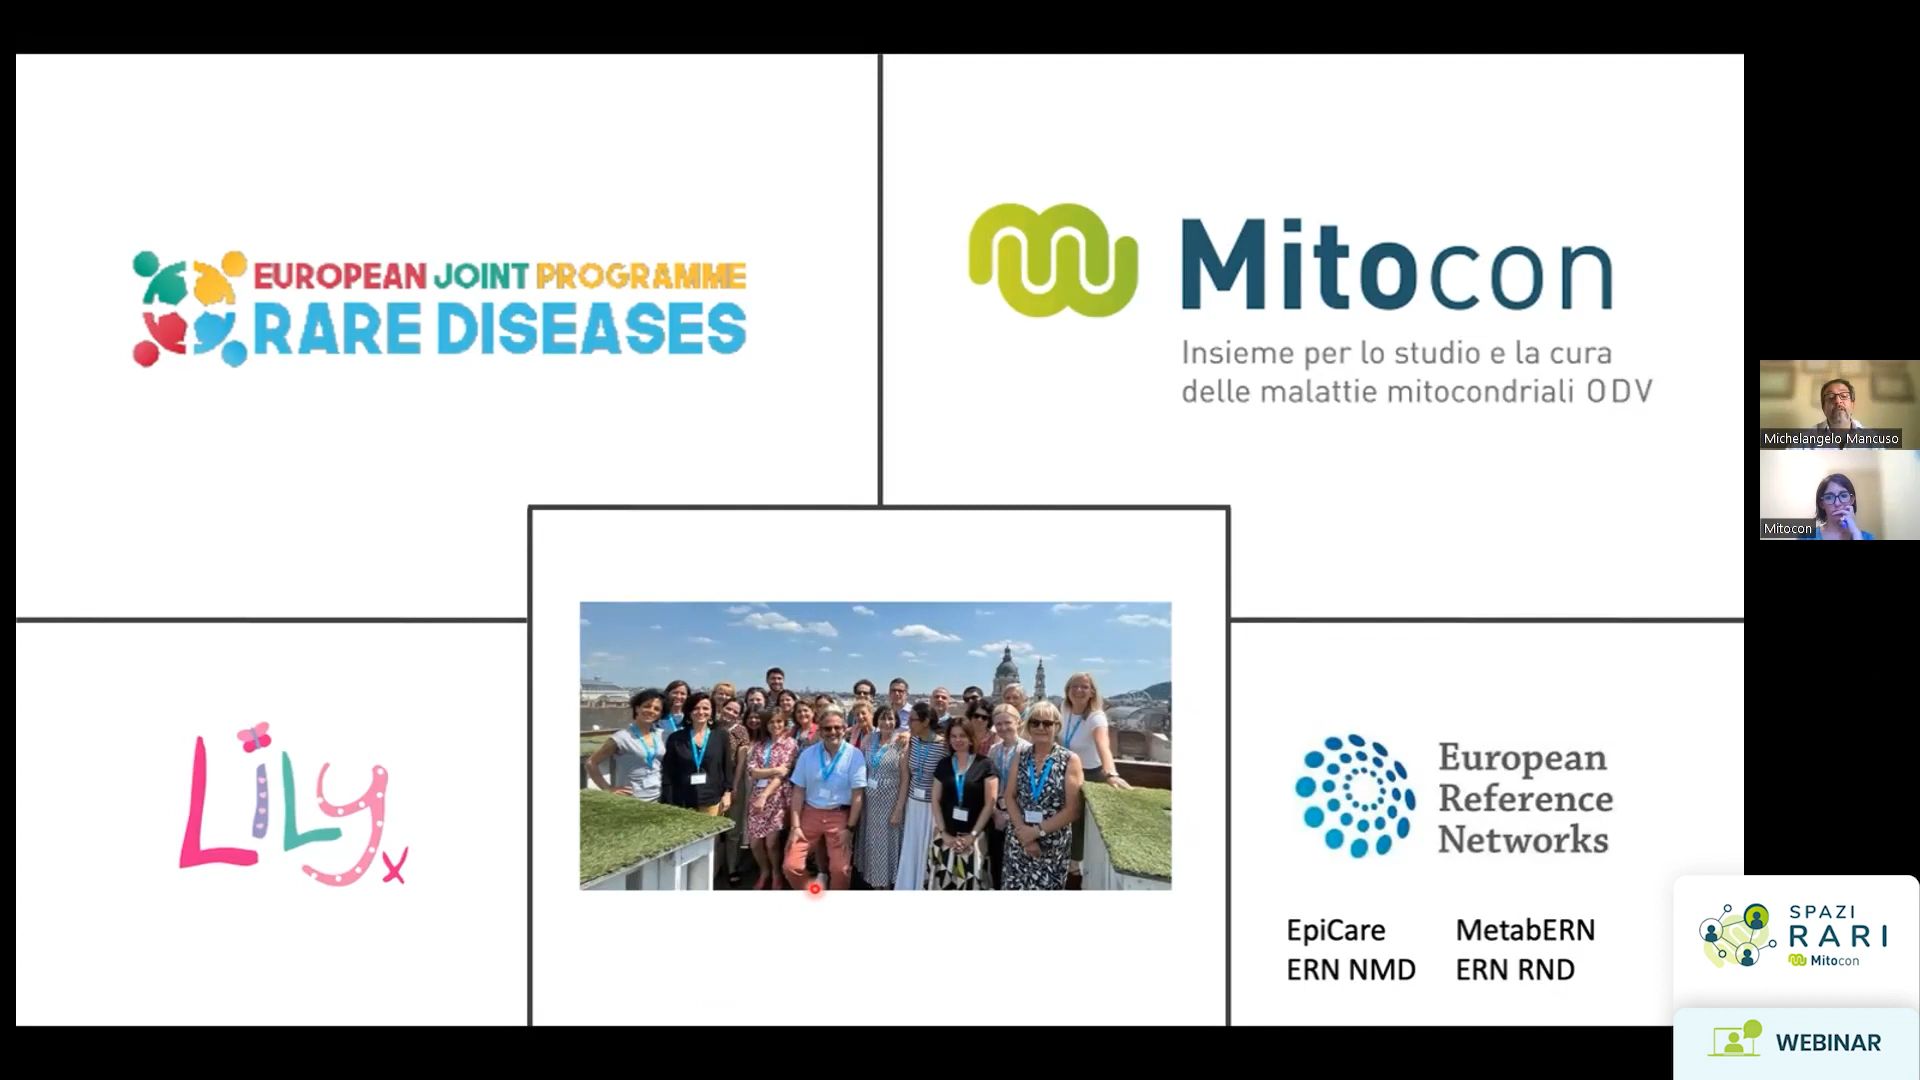 EUROPEAN JOINT PROGRAMME
RARE DISEASES
Mitocon
Insieme per lo studio e la cura
delle malattie mitocondriali ODV
Michelangelo Mancuso
Mitocon
Lily x
European
Reference
Networks
EpiCare MetabERN
ERN NMD ERN RND
SPAZI
RARI
Mitocon
WEBINAR